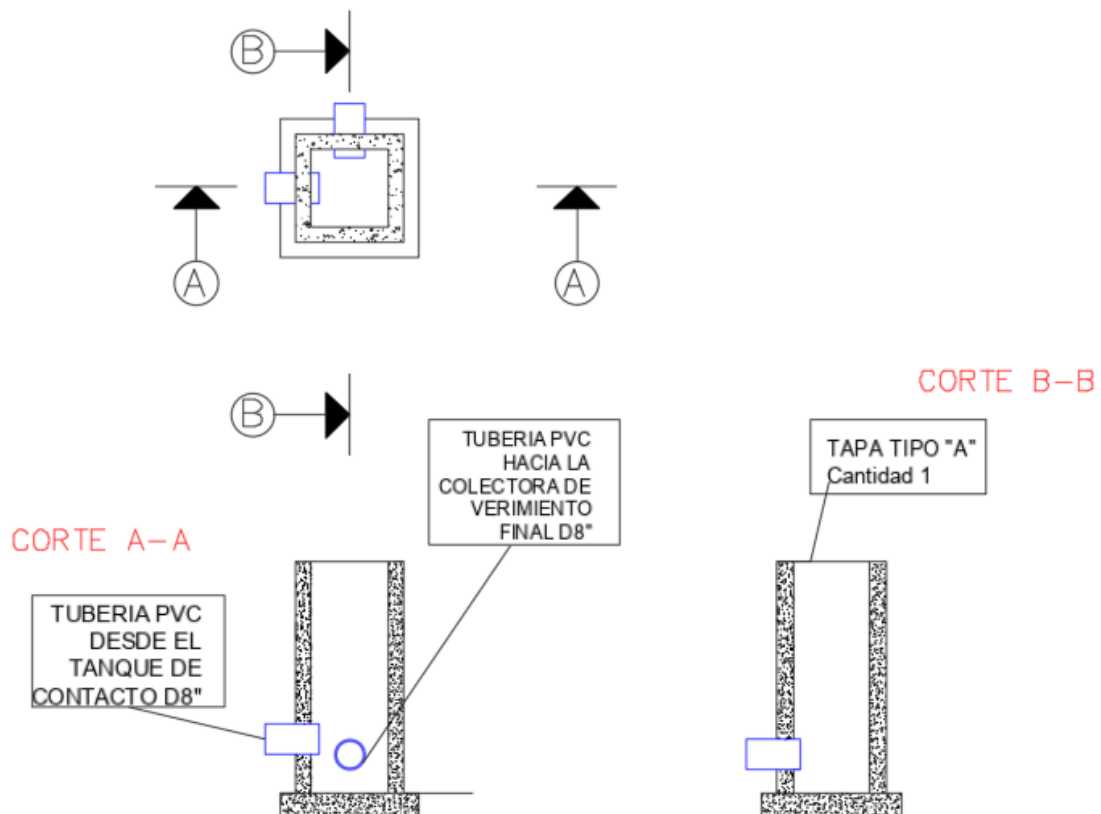 B
A
A
B
CORTE B-B
TUBERIA PVC
HACIA LA
COLECTORA DE
VERIMIENTO
FINAL D8"
TAPA TIPO "A"
Cantidad 1
CORTE A-A
TUBERIA PVC
DESDE EL
TANQUE DE
CONTACTO D8"